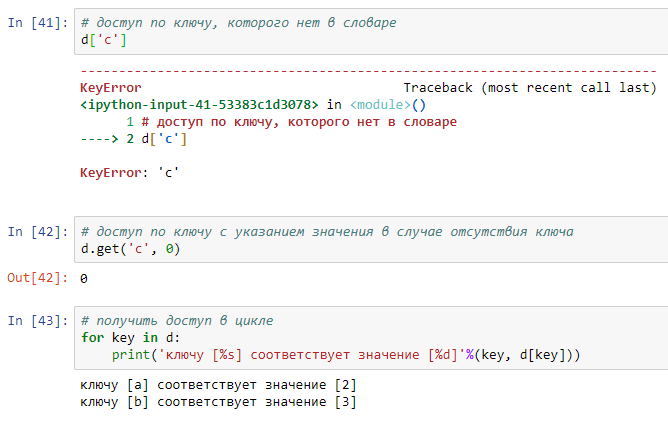 In [41]: # доступ по ключу, которого нет в словаре
d['c']
---------------------------------------------------------------------------
KeyError                                  Traceback (most recent call last)
<ipython-input-41-53383c1d3078> in <module>()
      1 # доступ по ключу, которого нет в словаре
----> 2 d['c']
KeyError: 'c'
In [42]: # доступ по ключу с указанием значения в случае отсутствия ключа
d.get('c', 0)
Out[42]: 0
In [43]: # получить доступ в цикле
for key in d:
    print('ключу [%s] соответствует значение [%d]'%(key, d[key]))
ключу [a] соответствует значение [2]
ключу [b] соответствует значение [3]